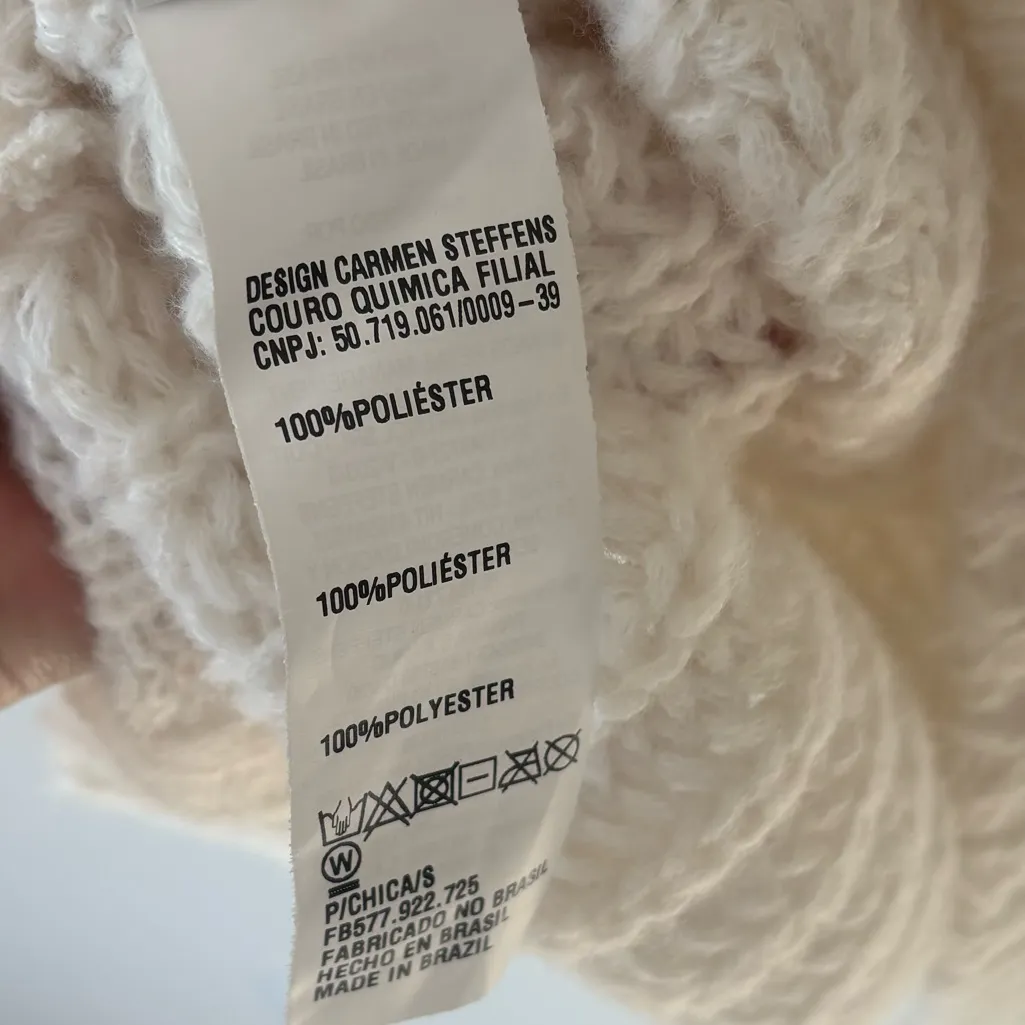 DESIGN CARMEN STEFFENS
COURO QUIMICA FILIAL
CNPJ: 50.719.061/0009-39
100%POLIÉSTER
100%POLIÉSTER
100%POLYESTER
W
P/CHICA/S
FB577.922.725
FABRICADO NO BRASIL
HECHO EN BRASIL
MADE IN BRAZIL